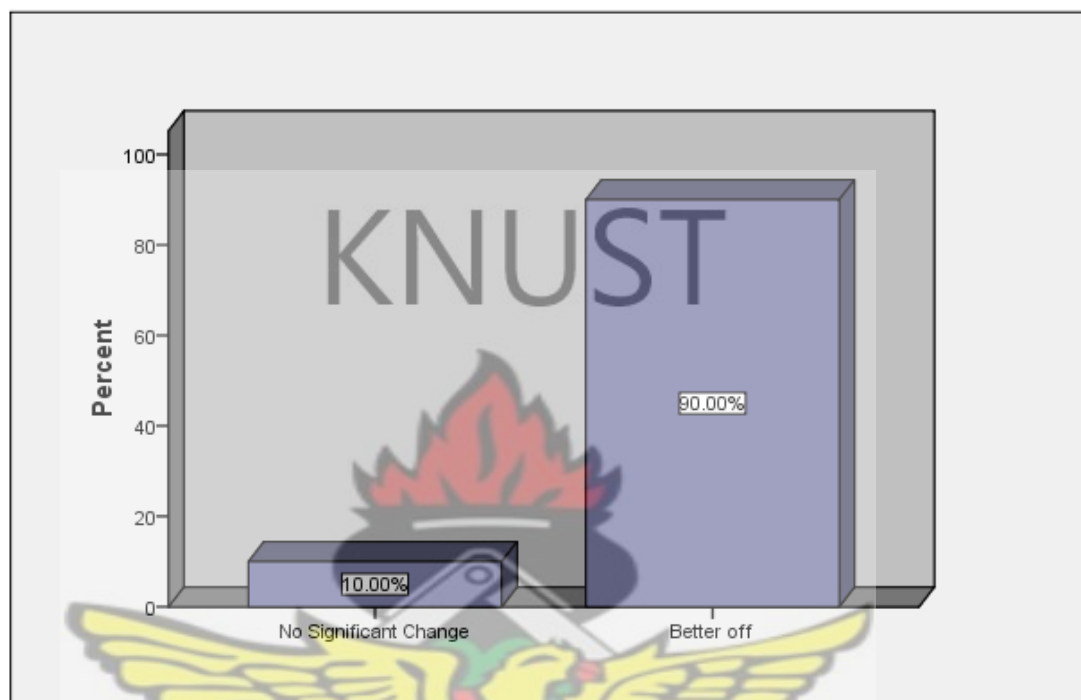 100
80
60
40
20
0
Percent
KNUST
90.00%
10.00%
No Significant Change
Better off